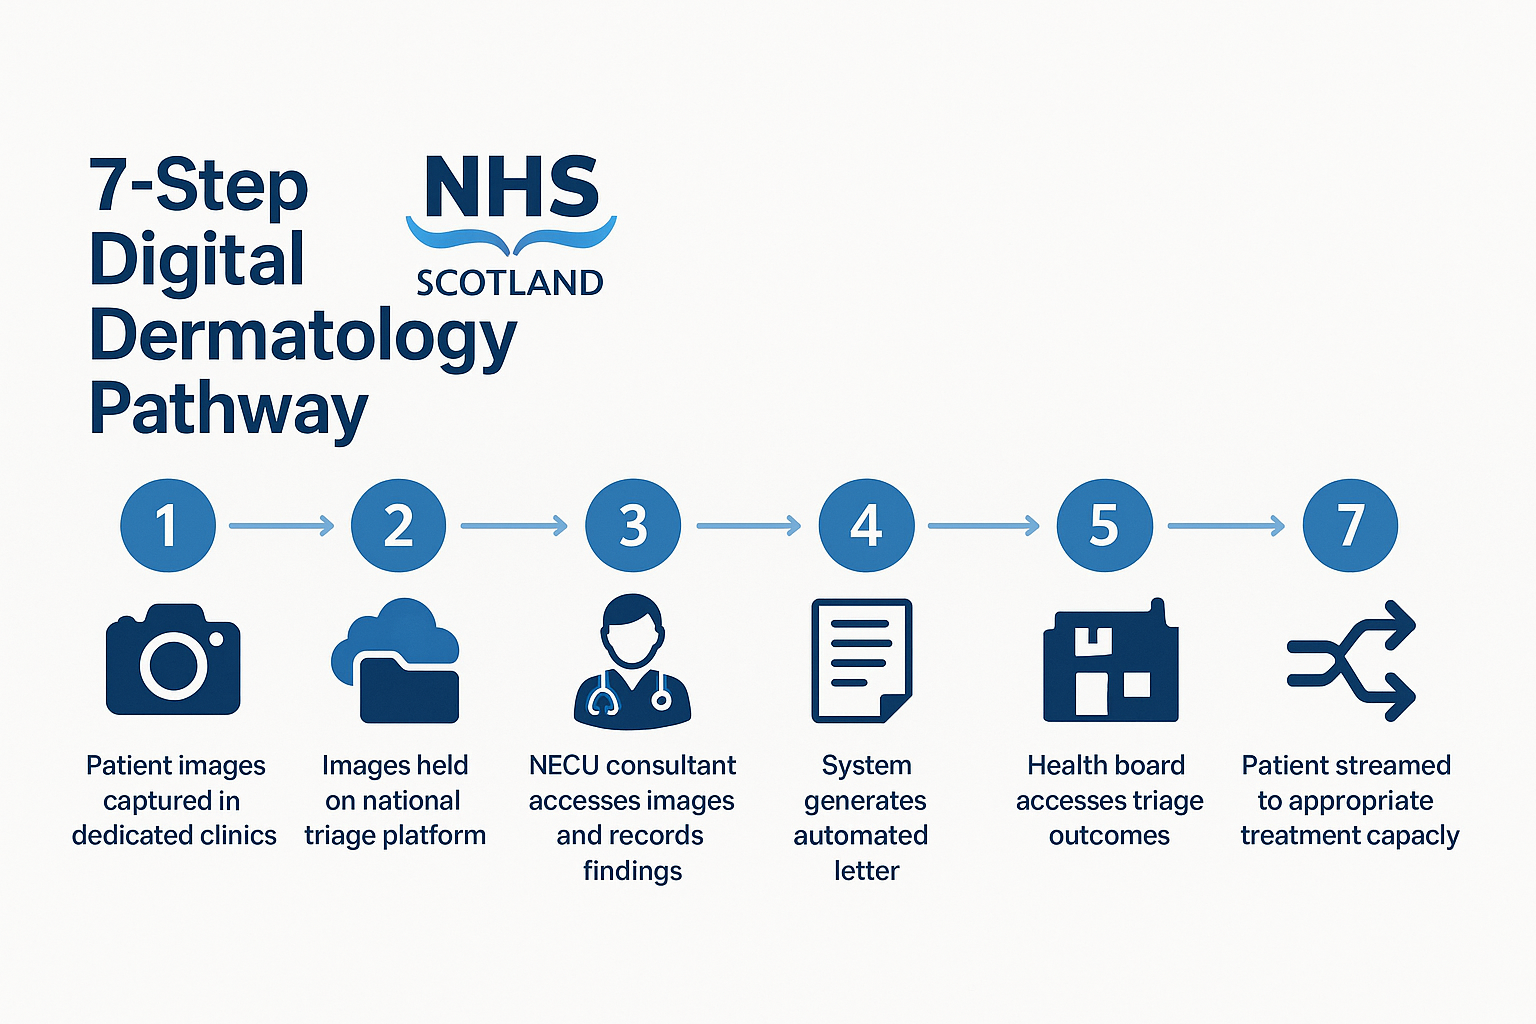 7-Step
Digital
Dermatology
Pathway
NHS
SCOTLAND
1
2
3
4
5
7
Patient images
captured in
dedicated clinics
Images held
on national
triage platform
NECU consultant
accesses images
and records
findings
System
generates
automated
letter
Health board
accesses triage
outcomes
Patient streamed
to appropriate
treatment capacly